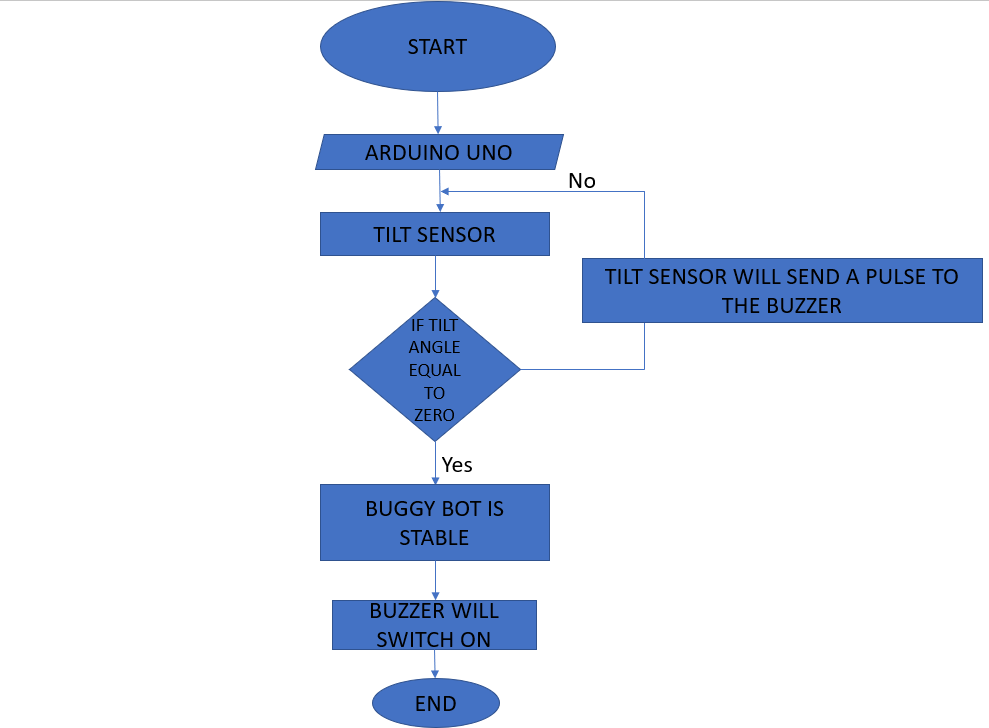 START
ARDUINO UNO
No
TILT SENSOR
TILT SENSOR WILL SEND A PULSE TO
THE BUZZER
IF TILT
ANGLE
EQUAL
TO
ZERO
Yes
BUGGY BOT IS
STABLE
BUZZER WILL
SWITCH ON
END